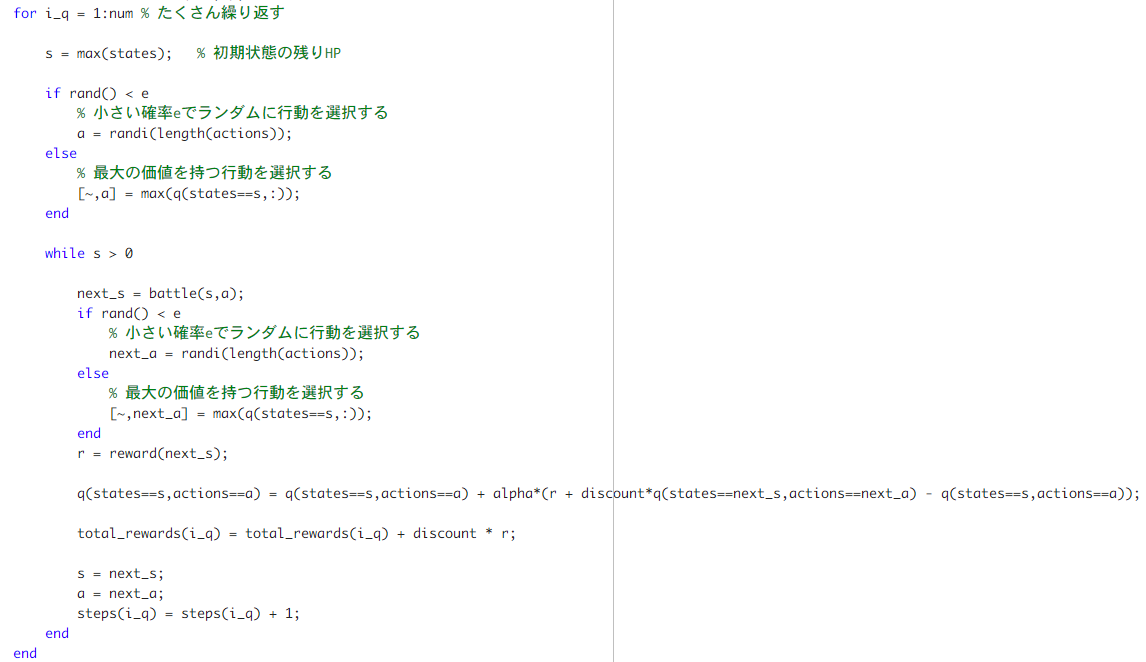 for i_q = 1:num % たくさん繰り返す
s = max(states); % 初期状態の残りHP
if rand() < e
% 小さい確率eでランダムに行動を選択する
a = randi(length(actions));
else
% 最大の価値を持つ行動を選択する
[~,a] = max(q(states==s,:));
end
while s > 0
next_s = battle(s,a);
if rand() < e
% 小さい確率eでランダムに行動を選択する
next_a = randi(length(actions));
else
% 最大の価値を持つ行動を選択する
[~,next_a] = max(q(states==s,:));
end
r = reward(next_s);
q(states==s,actions==a) = q(states==s,actions==a) + alpha*(r + discount*q(states==next_s,actions==next_a) - q(states==s,actions==a));
total_rewards(i_q) = total_rewards(i_q) + discount * r;
s = next_s;
a = next_a;
steps(i_q) = steps(i_q) + 1;
end
end